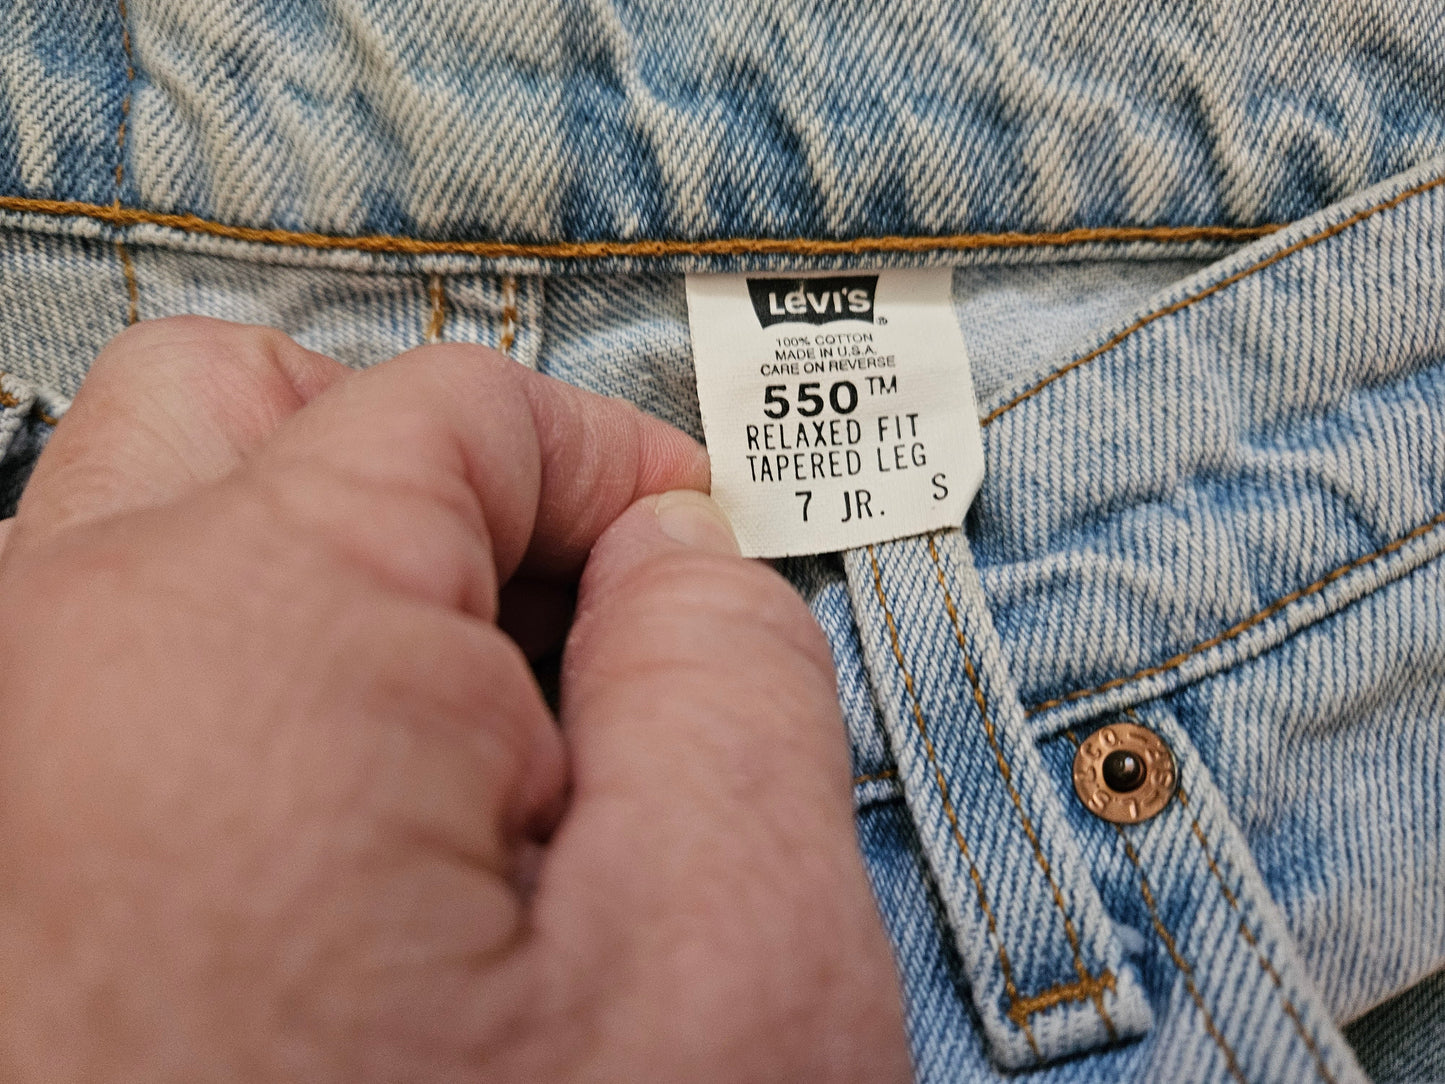 LEVI'S ®
100% COTTON
MADE IN U.S.A.
CARE ON REVERSE
550™
RELAXED FIT
TAPERED LEG
7 JR. S